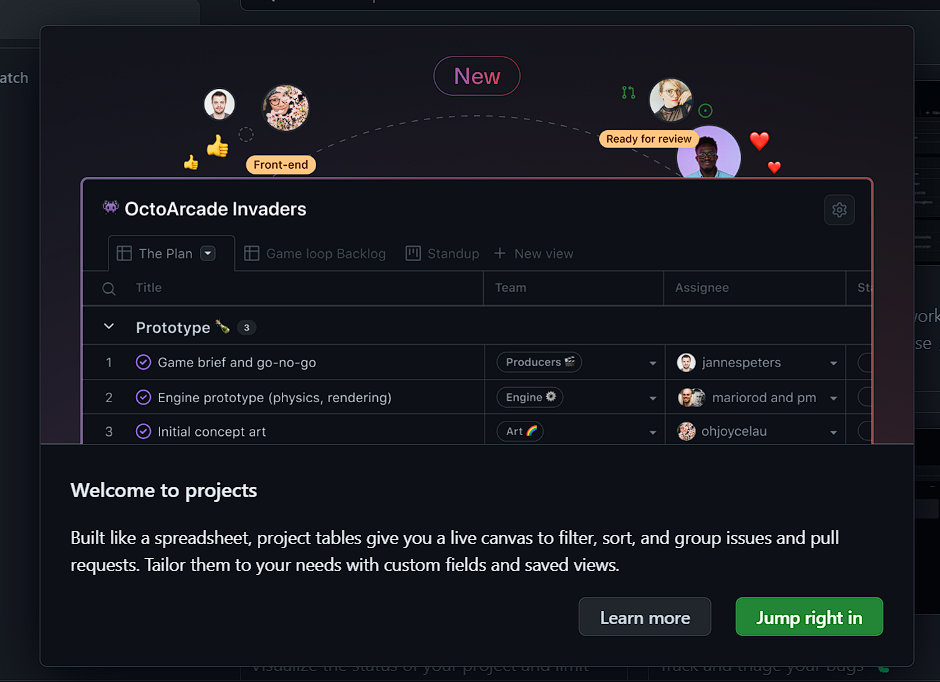 atch
New
Front-end
Ready for review
OctoArcade Invaders
The Plan
Game loop Backlog
Standup
New view
Title Team Assignee
Prototype 3
1 Game brief and go-no-go Producers jannespeters
2 Engine prototype (physics, rendering) Engine mariorod and pm
3 Initial concept art Art ohjoycelau
Welcome to projects
Built like a spreadsheet, project tables give you a live canvas to filter, sort, and group issues and pull
requests. Tailor them to your needs with custom fields and saved views.
Learn more
Jump right in
Visualize the status of your project and limit
Track and triage your bugs